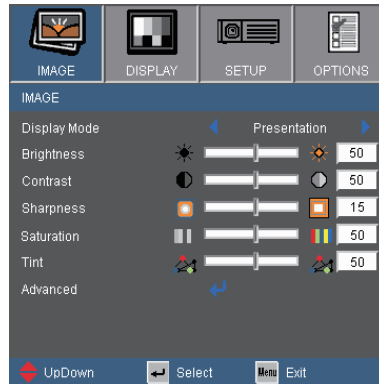 IMAGE DISPLAY SETUP OPTIONS
IMAGE
Display Mode Presentation
Brightness 50
Contrast 50
Sharpness 15
Saturation 50
Tint 50
Advanced
UpDown Select Menu Exit